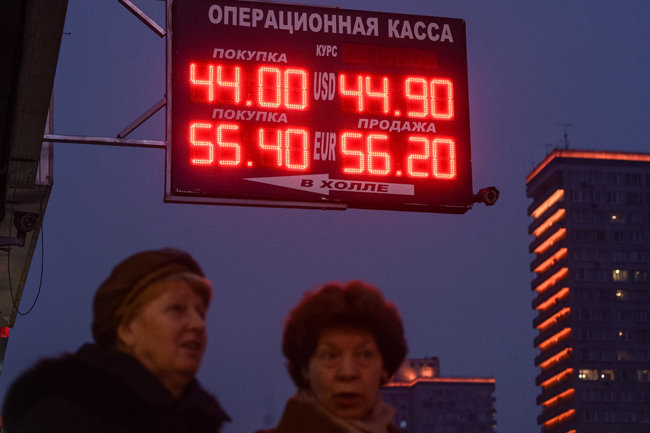 ОПЕРАЦИОННАЯ КАССА
ПОКУПКА КУРС
44.00 USD 44.90
ПОКУПКА ПРОДАЖА
55.40 EUR 56.20
В ХОЛЛЕ